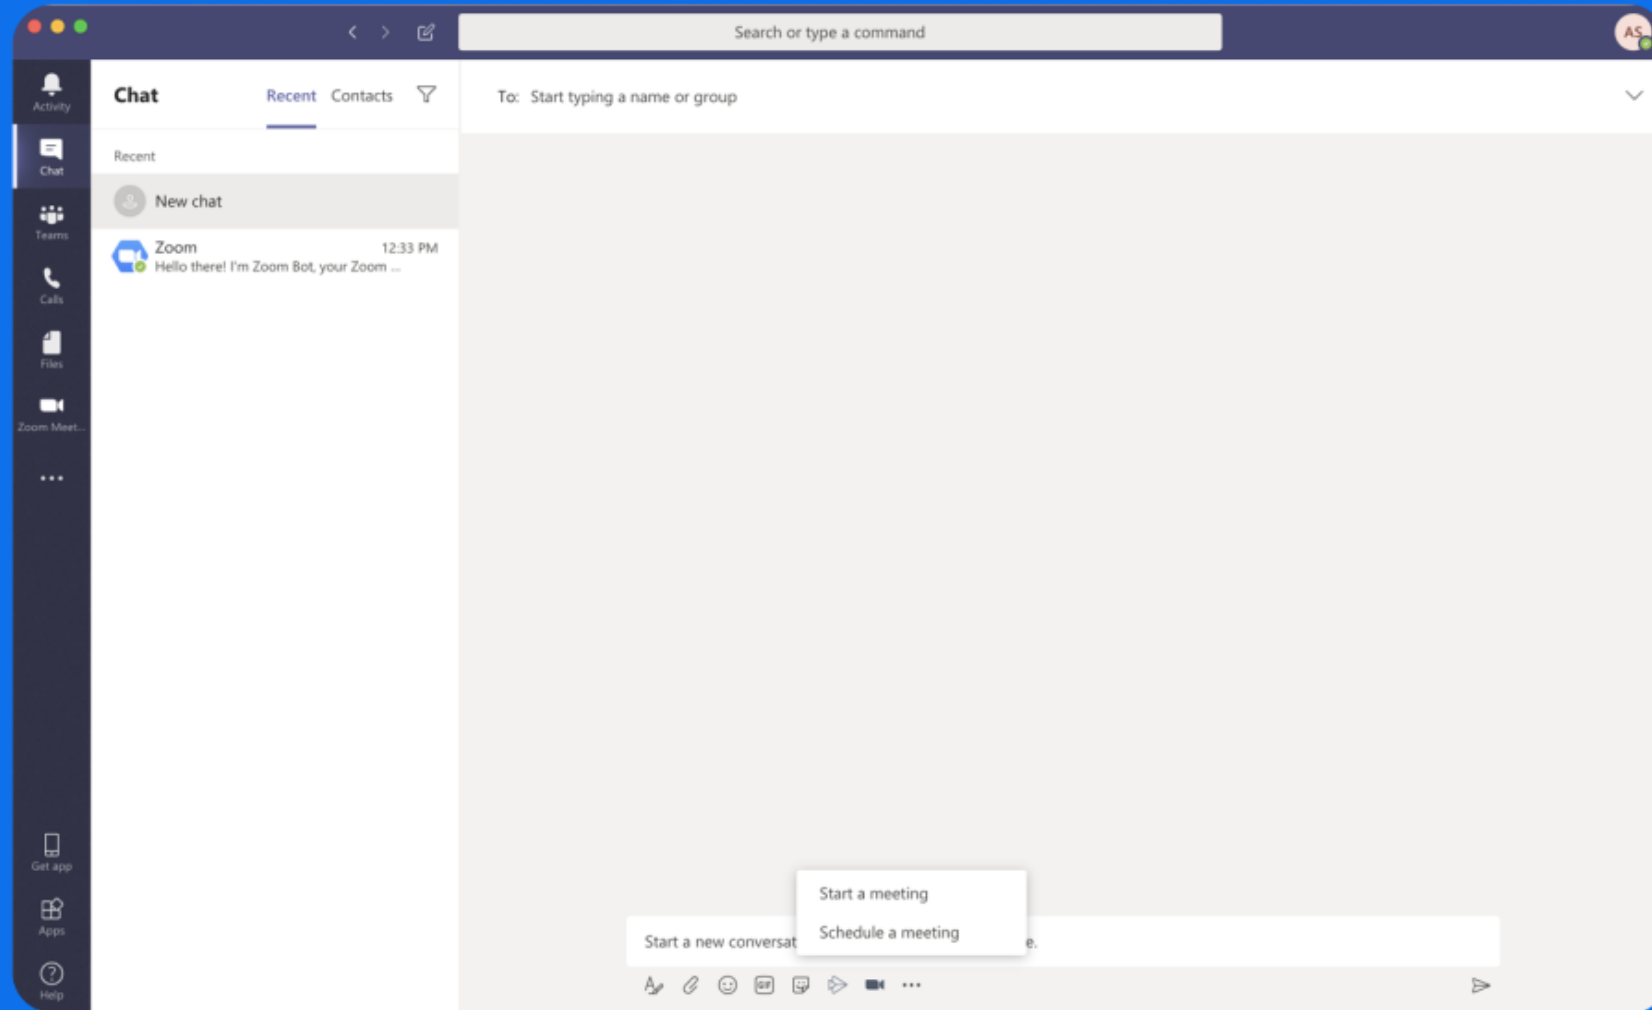 Search or type a command
AS
Activity
Chat
Teams
Calls
Files
Zoom Meet...
Get app
Apps
Help
Chat
Recent Contacts
Recent
New chat
Zoom 12:33 PM
Hello there! I'm Zoom Bot, your Zoom ...
To: Start typing a name or group
Start a meeting
Schedule a meeting
Start a new conversat e.
GIF